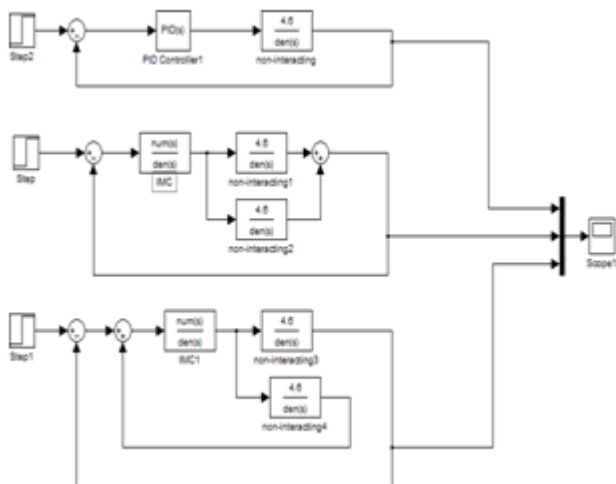 Step2
PID(s)
PID Controller1
4.6
den(s)
non-interacting
Step
num(s)
den(s)
IMC
4.6
den(s)
non-interacting1
4.6
den(s)
non-interacting2
Scope1
Step1
num(s)
den(s)
IMC1
4.6
den(s)
non-interacting3
4.6
den(s)
non-interacting4